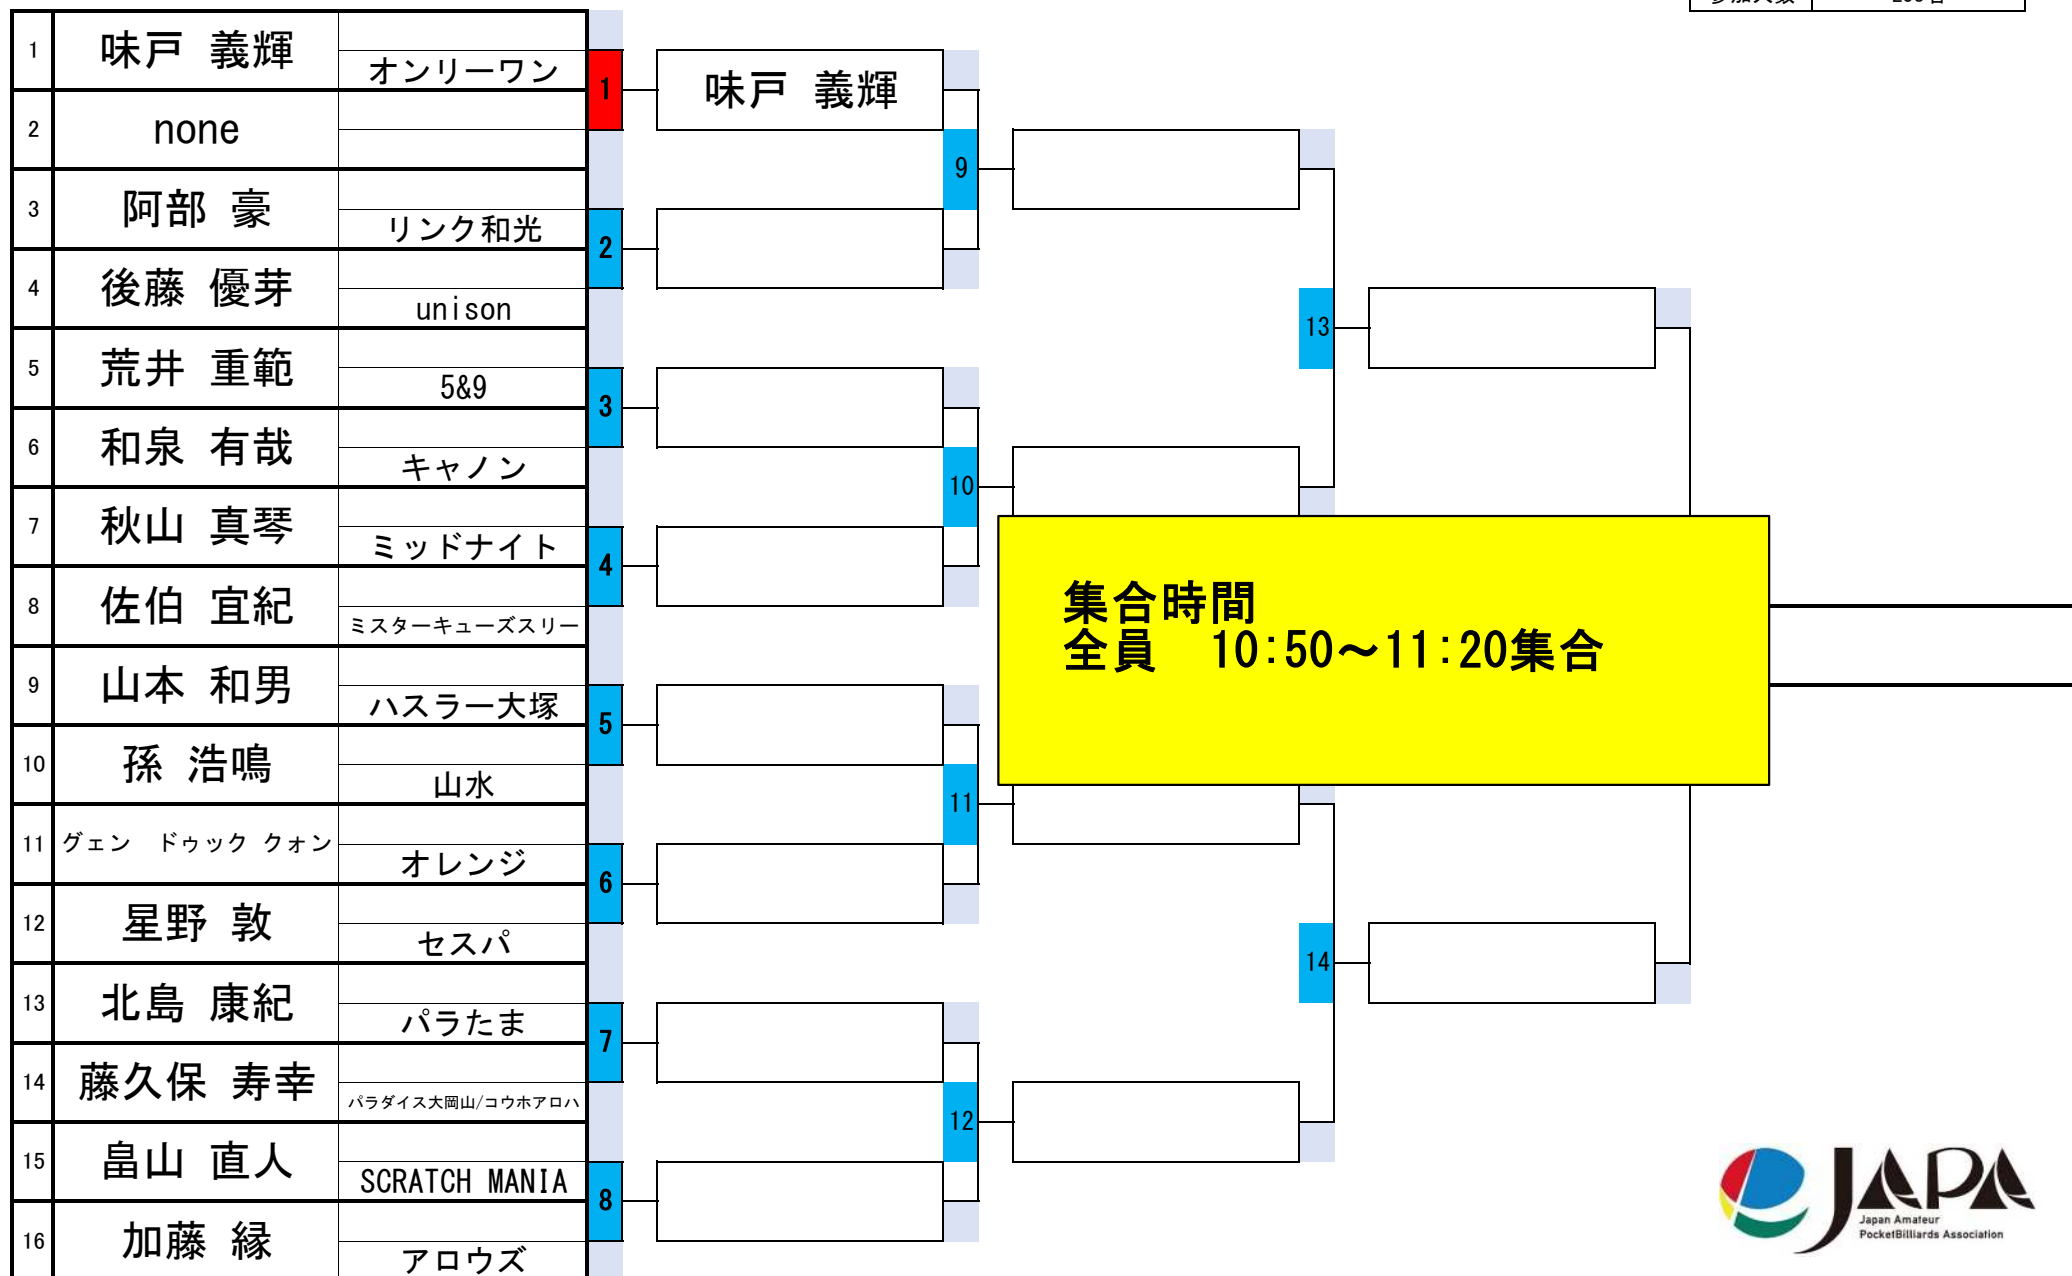 1 味戸 義輝 オンリーワン
2 none
3 阿部 豪 リンク和光
4 後藤 優芽 unison
5 荒井 重範 5&9
6 和泉 有哉 キャノン
7 秋山 真琴 ミッドナイト
8 佐伯 宜紀 ミスターキューズスリー
9 山本 和男 ハスラー大塚
10 孫 浩鳴 山水
11 グェン ドゥック クォン オレンジ
12 星野 敦 セスパ
13 北島 康紀 パラたま
14 藤久保 寿幸 パラダイス大岡山/コウホアロハ
15 畠山 直人 SCRATCH MANIA
16 加藤 縁 アロウズ
1
2
3
4
5
6
7
8
味戸 義輝
9
10
11
12
13
14
集合時間
全員 10:50～11:20集合
JAPA
Japan Amateur
PocketBilliards Association